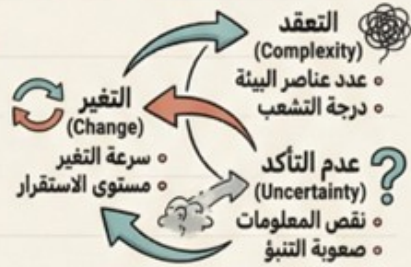 التعقد
(Complexity)
• عدد عناصر البيئة
• درجة التشعب
التغير
(Change)
• سرعة التغير
• مستوى الاستقرار
عدم التأكد
(Uncertainty)
• نقص المعلومات
• صعوبة التنبؤ
?